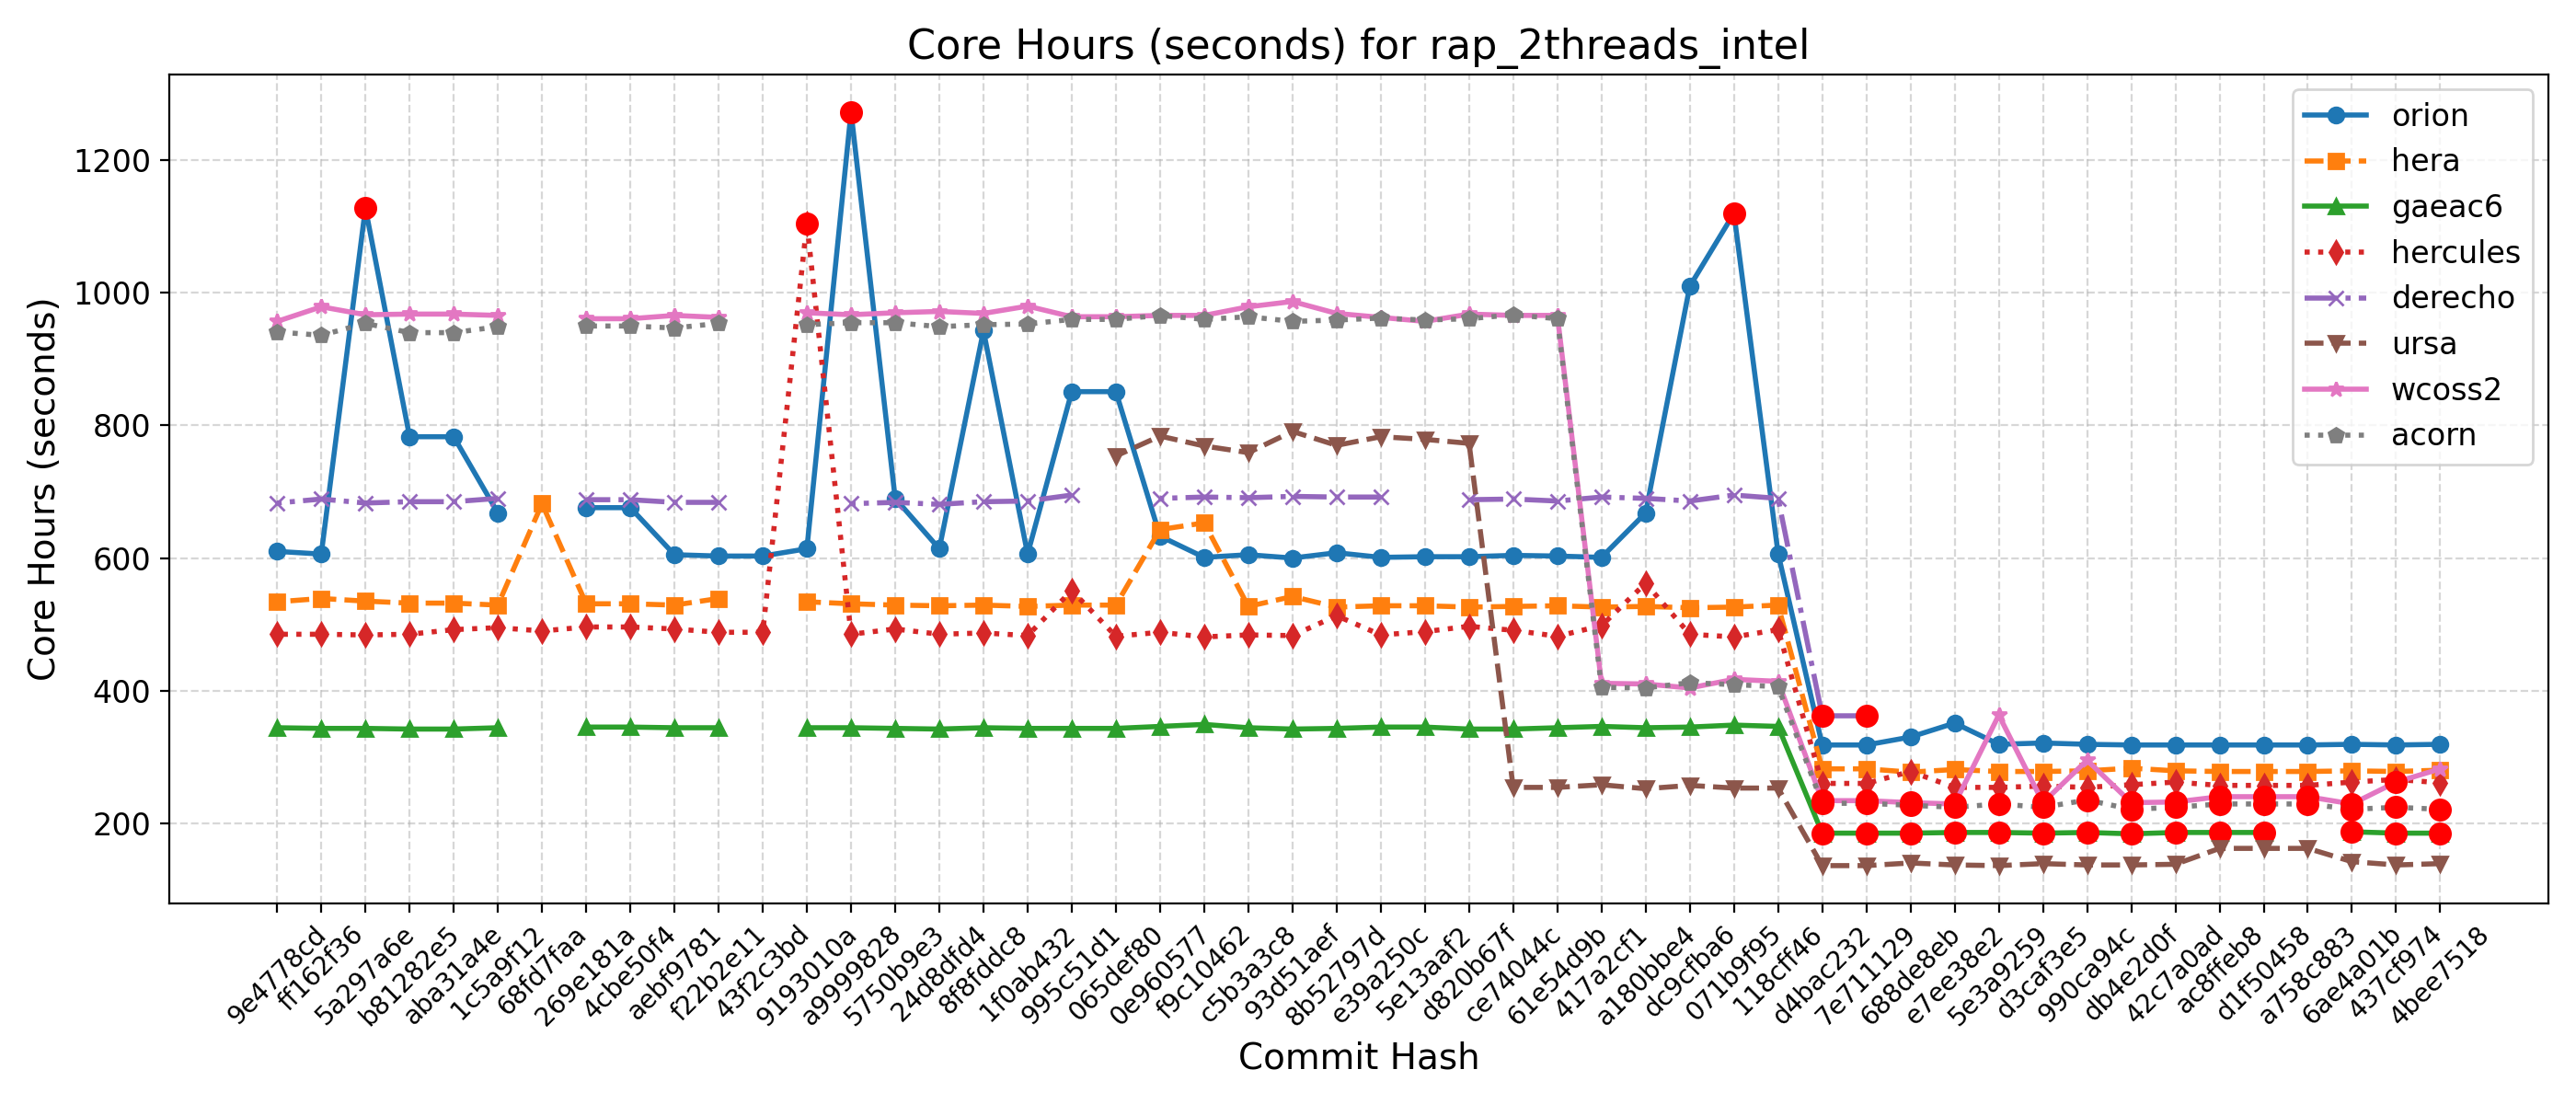 Core Hours (seconds) for rap_2threads_intel
Core Hours (seconds)
1200
1000
800
600
400
200
orion
hera
gaeac6
hercules
derecho
ursa
wcoss2
acorn
9e4778cd
ff162f36
5a297a6e
b81282e5
aba31a4e
1c5a9f12
68fd7faa
269e181a
4cbe50f4
aebf9781
f22b2e11
43f2c3bd
9193010a
a9999828
5750b9e3
24d8dfd4
8f8fddc8
1f0ab432
995c51d1
065def80
0e960577
f9c10462
c5b3a3c8
93d51aef
8b52797d
e39a250c
5e13aaf2
d820b67f
ce74044c
61e54d9b
417a2cf1
a180bbe4
dc9cfba6
071b9f95
118cff46
d4bac232
7e711129
688de8eb
e7ee38e2
5e3a9259
d3caf3e5
990ca94c
db4e2d0f
42c7a0ad
ac8ffeb8
d1f50458
a758c883
6ae4a01b
437cf974
4bee7518
Commit Hash